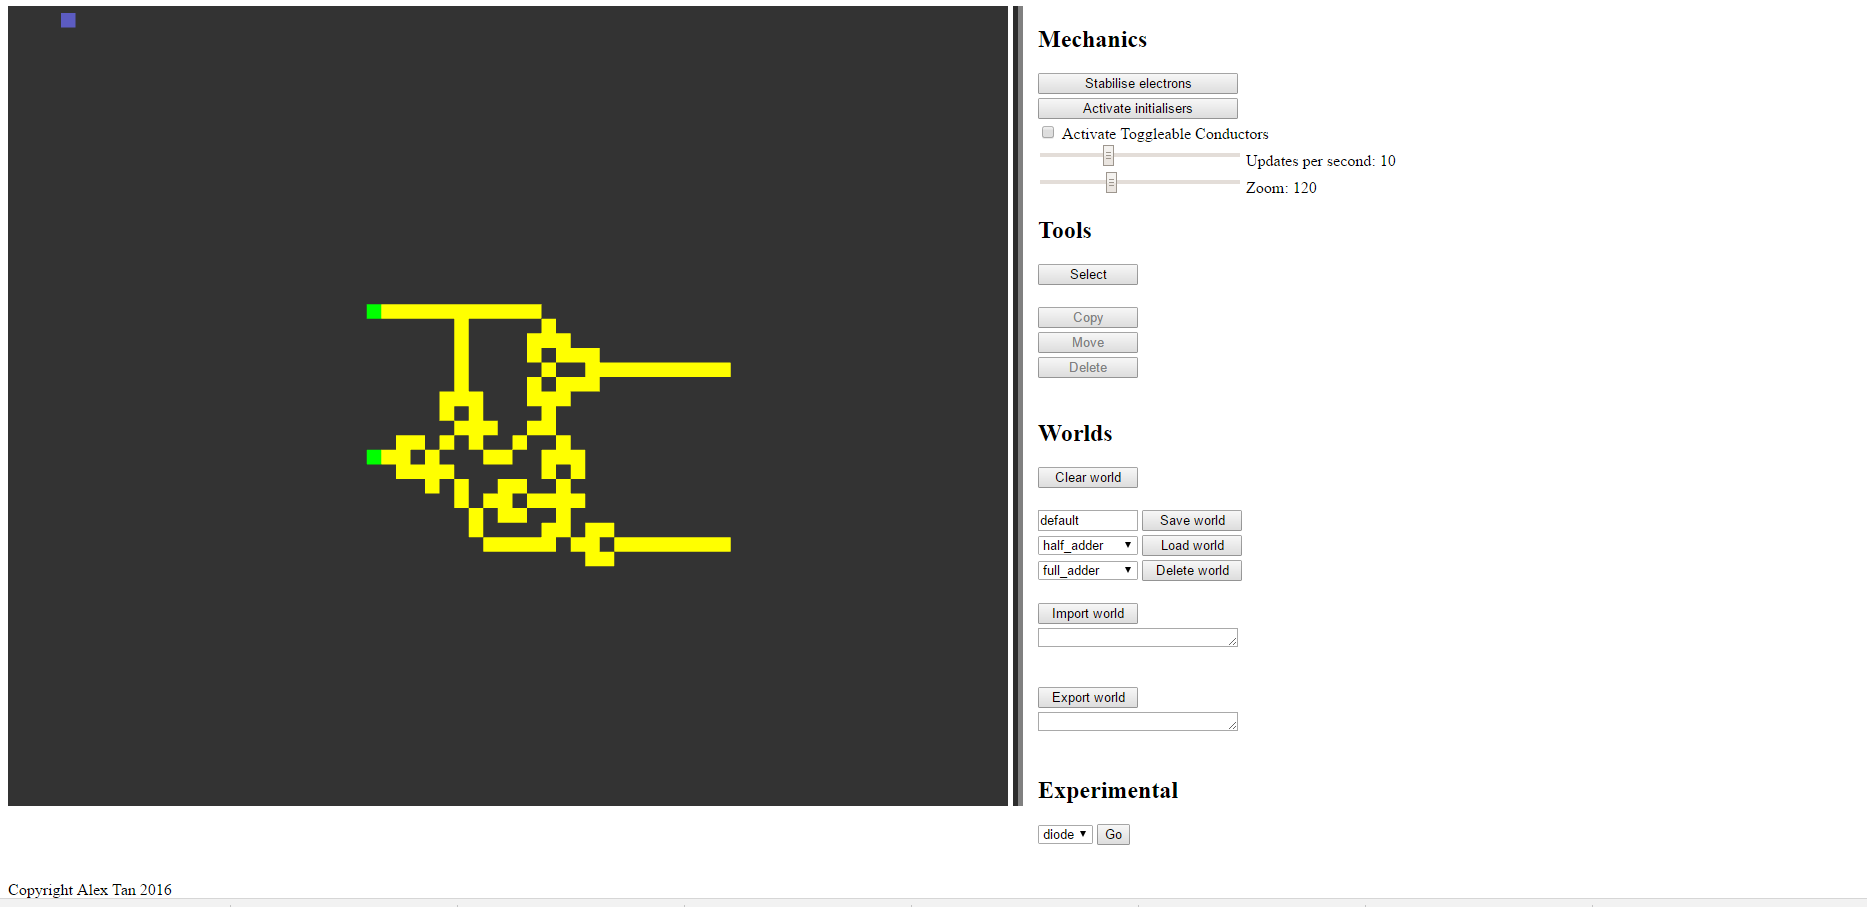 Mechanics
Stabilise electrons
Activate initialisers
Activate Toggleable Conductors
Updates per second: 10
Zoom: 120
Tools
Select
Copy
Move
Delete
Worlds
Clear world
default Save world
half_adder Load world
full_adder Delete world
Import world
Export world
Experimental
diode Go
Copyright Alex Tan 2016